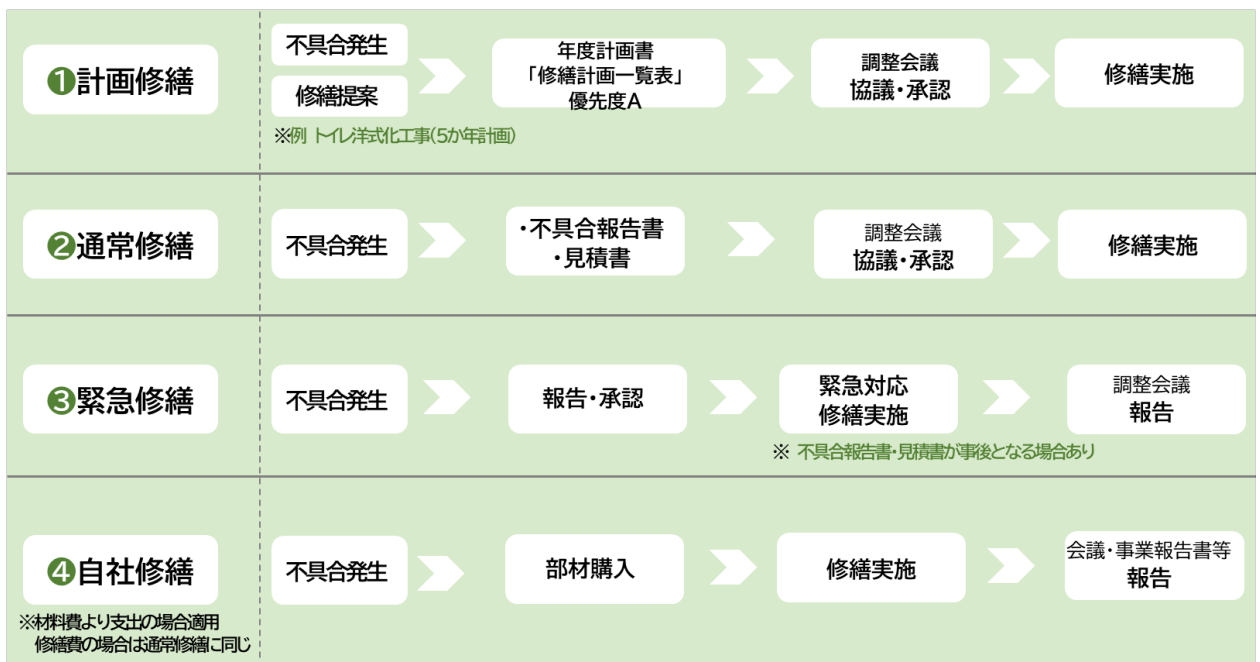 ❶計画修繕
不具合発生
修繕提案
年度計画書
「修繕計画一覧表」
優先度A
調整会議
協議・承認
修繕実施
※例 トイレ洋式化工事(5か年計画)
❷通常修繕
不具合発生
・不具合報告書
・見積書
調整会議
協議・承認
修繕実施
❸緊急修繕
不具合発生
報告・承認
緊急対応
修繕実施
調整会議
報告
※ 不具合報告書・見積書が事後となる場合あり
❹自社修繕
※材料費より支出の場合適用
修繕費の場合は通常修繕に同じ
不具合発生
部材購入
修繕実施
会議・事業報告書等
報告